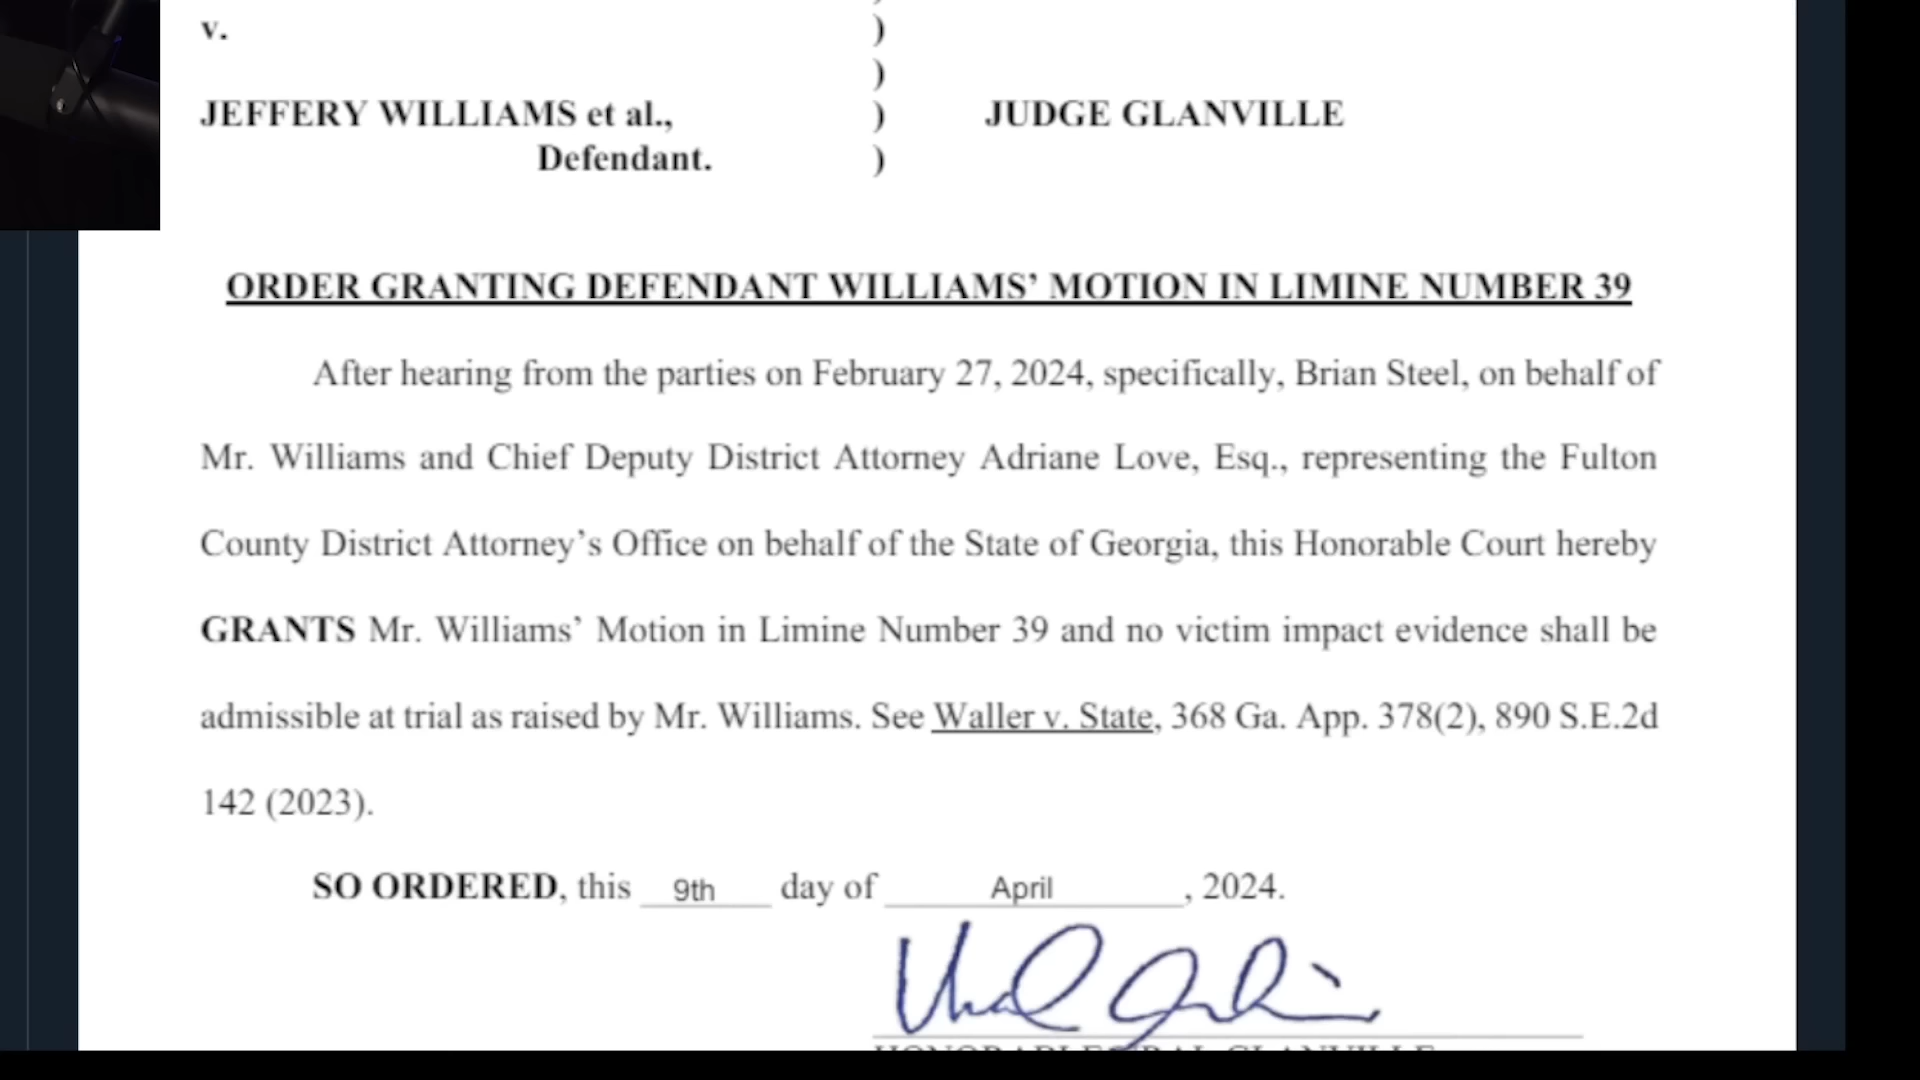 v. )
)
JEFFERY WILLIAMS et al., ) JUDGE GLANVILLE
Defendant. )
ORDER GRANTING DEFENDANT WILLIAMS’ MOTION IN LIMINE NUMBER 39
After hearing from the parties on February 27, 2024, specifically, Brian Steel, on behalf of
Mr. Williams and Chief Deputy District Attorney Adriane Love, Esq., representing the Fulton
County District Attorney’s Office on behalf of the State of Georgia, this Honorable Court hereby
GRANTS Mr. Williams’ Motion in Limine Number 39 and no victim impact evidence shall be
admissible at trial as raised by Mr. Williams. See Waller v. State, 368 Ga. App. 378(2), 890 S.E.2d
142 (2023).
SO ORDERED, this 9th day of April, 2024.